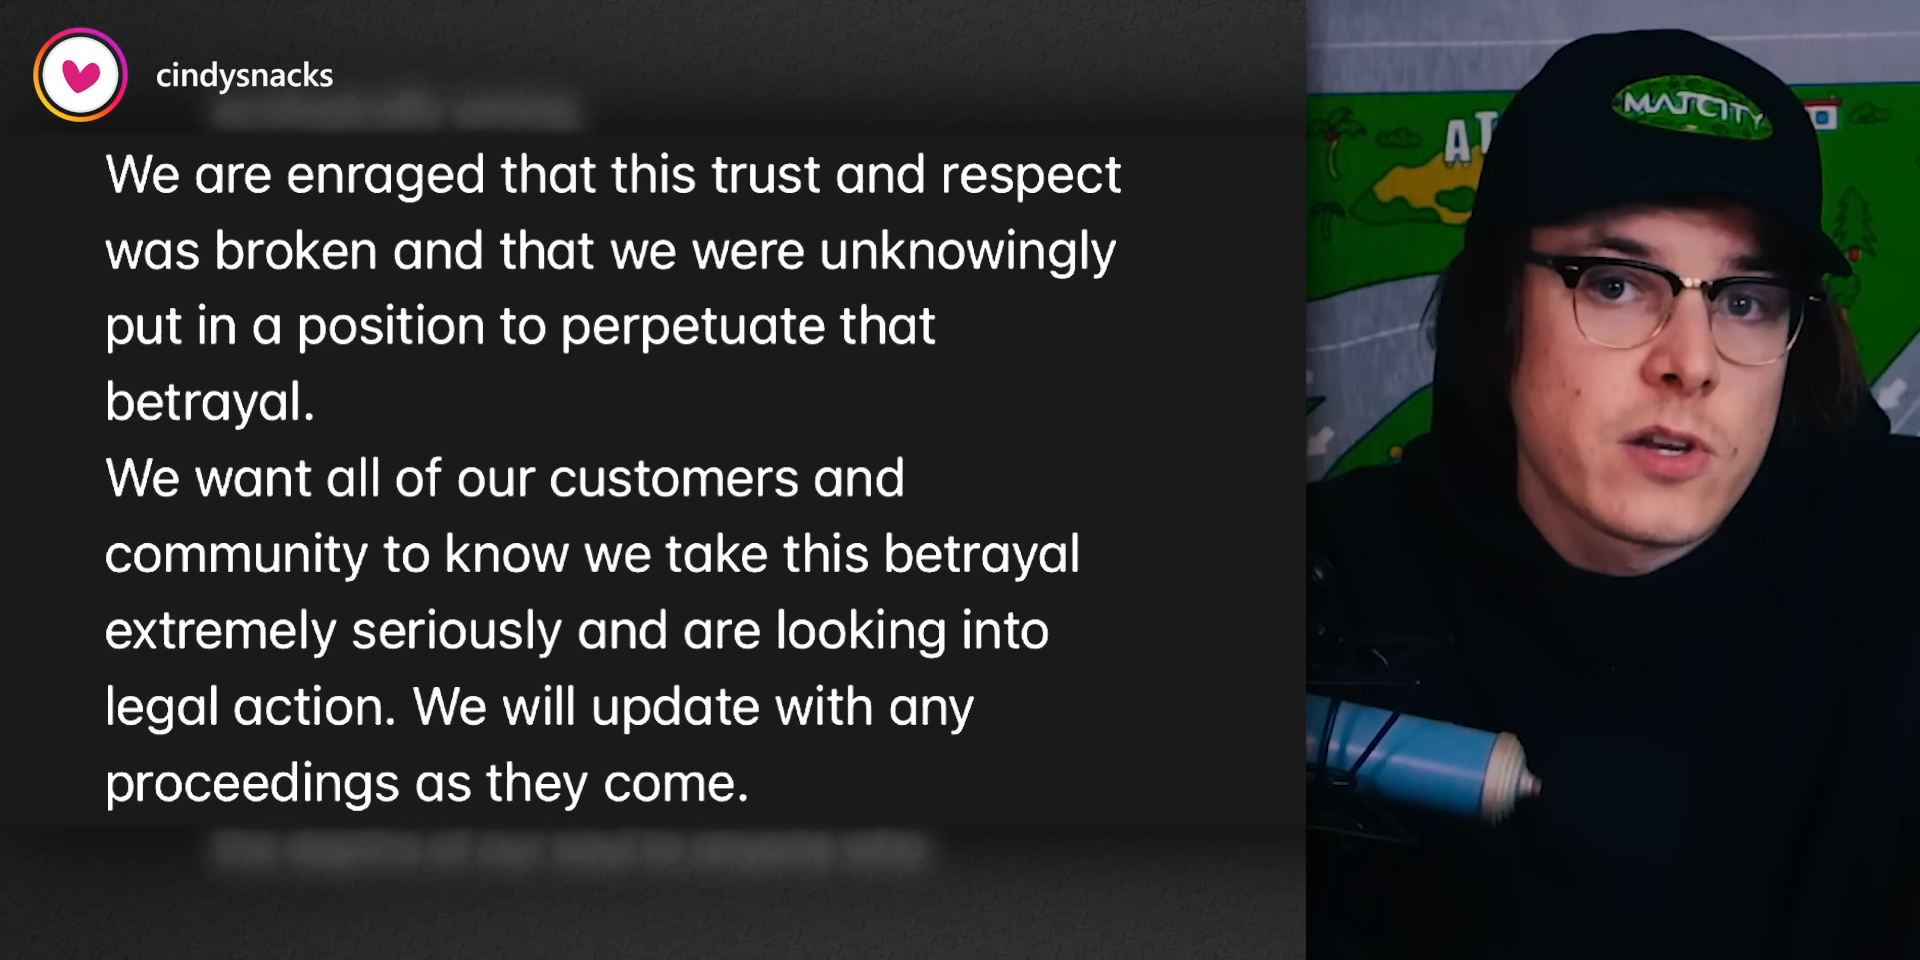 cindysnacks
We are enraged that this trust and respect
was broken and that we were unknowingly
put in a position to perpetuate that
betrayal.
We want all of our customers and
community to know we take this betrayal
extremely seriously and are looking into
legal action. We will update with any
proceedings as they come.
MATCITY